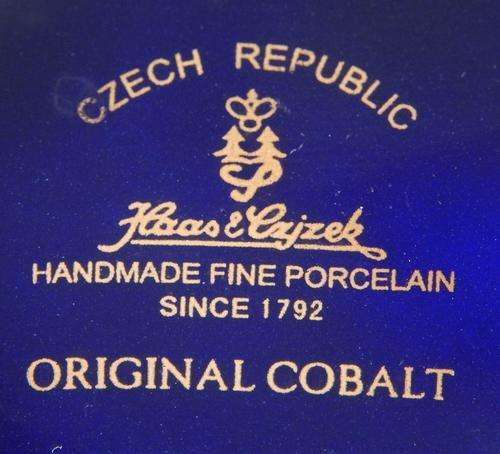 CZECH REPUBLIC
Haas & Czjzek
HANDMADE FINE PORCELAIN
SINCE 1792
ORIGINAL COBALT